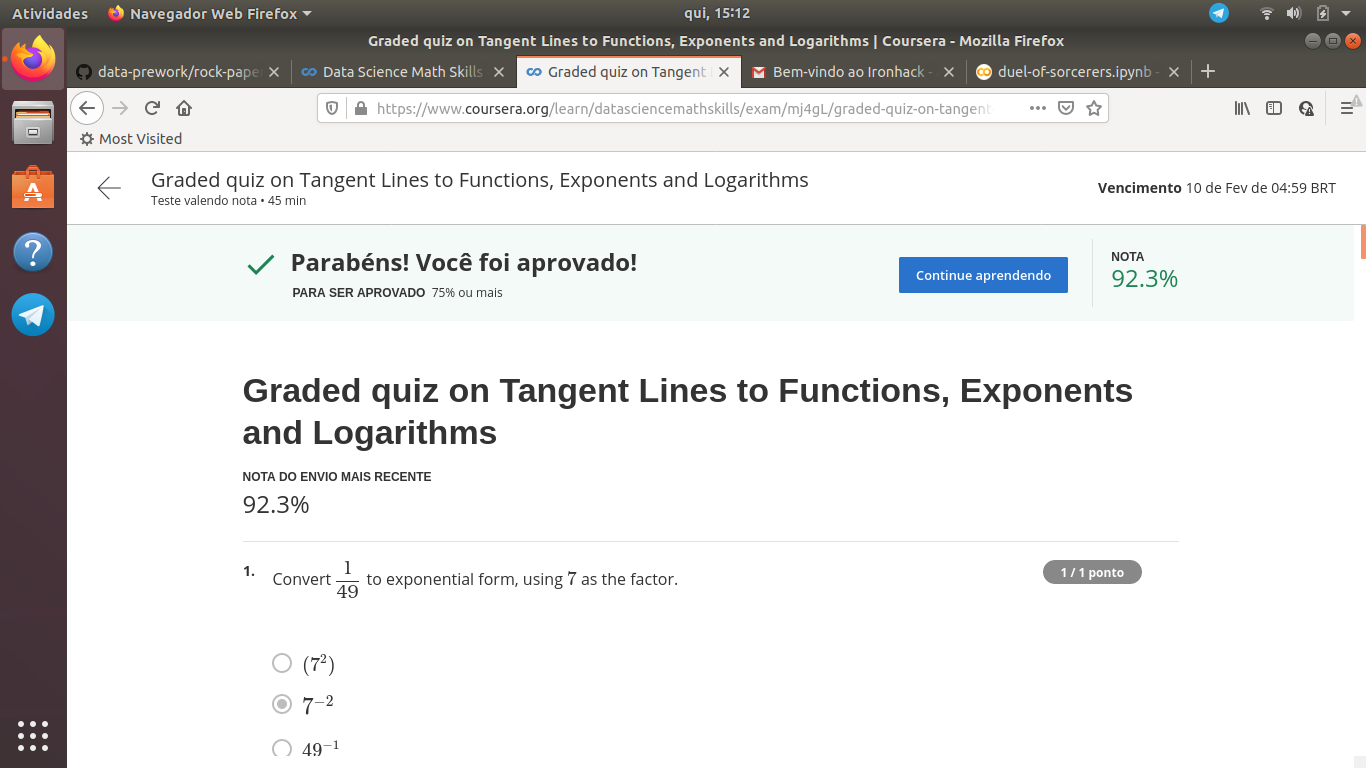 Atividades Navegador Web Firefox qui, 15:12
Graded quiz on Tangent Lines to Functions, Exponents and Logarithms | Coursera - Mozilla Firefox
data-prework/rock-pape Data Science Math Skills Graded quiz on Tangent Bem-vindo ao Ironhack - duel-of-sorcerers.ipynb -
https://www.coursera.org/learn/datasciencemathskills/exam/mj4gL/graded-quiz-on-tangent
Most Visited
Graded quiz on Tangent Lines to Functions, Exponents and Logarithms
Teste valendo nota • 45 min
Vencimento 10 de Fev de 04:59 BRT
Parabéns! Você foi aprovado!
PARA SER APROVADO 75% ou mais
Continue aprendendo
NOTA
92.3%
Graded quiz on Tangent Lines to Functions, Exponents
and Logarithms
NOTA DO ENVIO MAIS RECENTE
92.3%
1. Convert 1/49 to exponential form, using 7 as the factor.
1 / 1 ponto
(7²)
7⁻²
49⁻¹